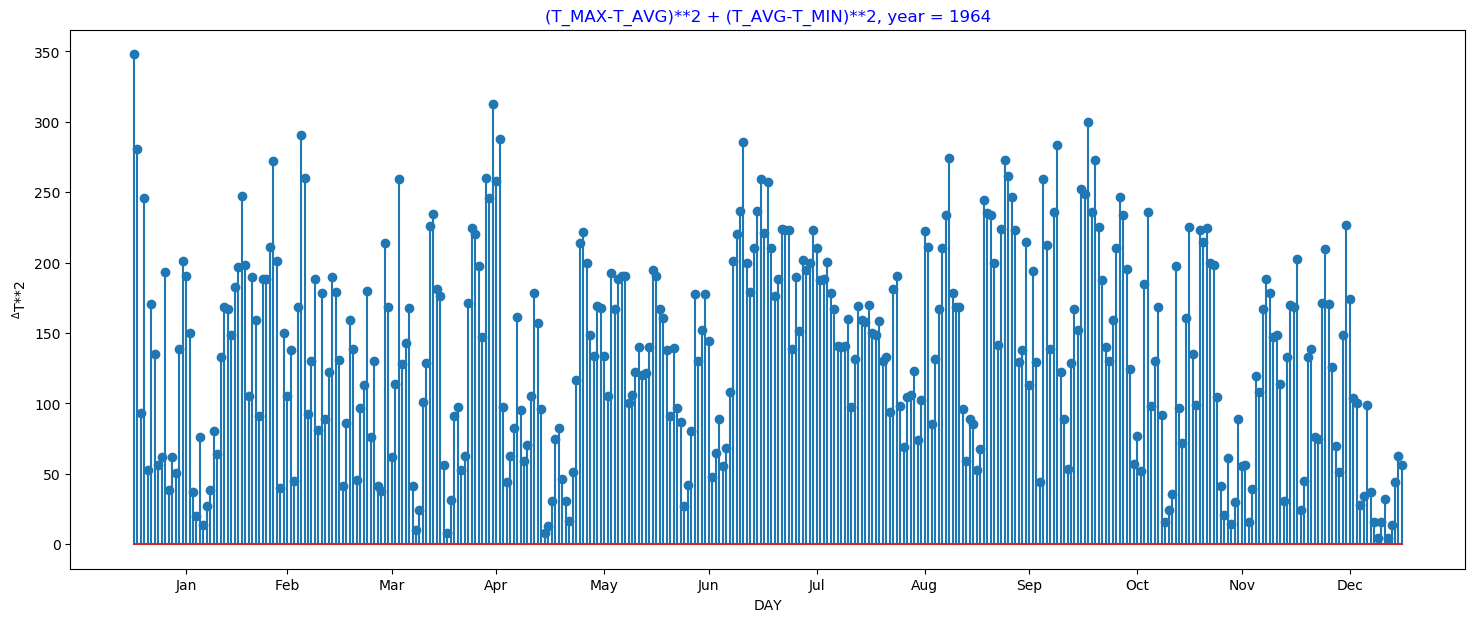 (T_MAX-T_AVG)**2 + (T_AVG-T_MIN)**2, year = 1964
350
300
250
200
150
100
50
0
ΔT**2
Jan Feb Mar Apr May Jun Jul Aug Sep Oct Nov Dec
DAY